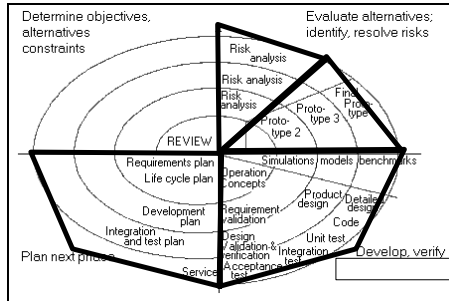 Determine objectives,
alternatives
constraints
Evaluate alternatives;
identify, resolve risks
Risk
analysis
Risk analysis
Risk
analysis
Proto-
type 2
Proto-
type 3
Final
Proto-
type
REVIEW
Requirements plan
Life cycle plan
Development
plan
Integration
and test plan
Plan next phase
Simulations, models, benchmarks
Operation
Concepts
Requirement
validation
Product
design
Detailed
design
Code
Unit test
Design
Validation&
verification
Integration
test
Acceptance
test
Service
Develop, verify